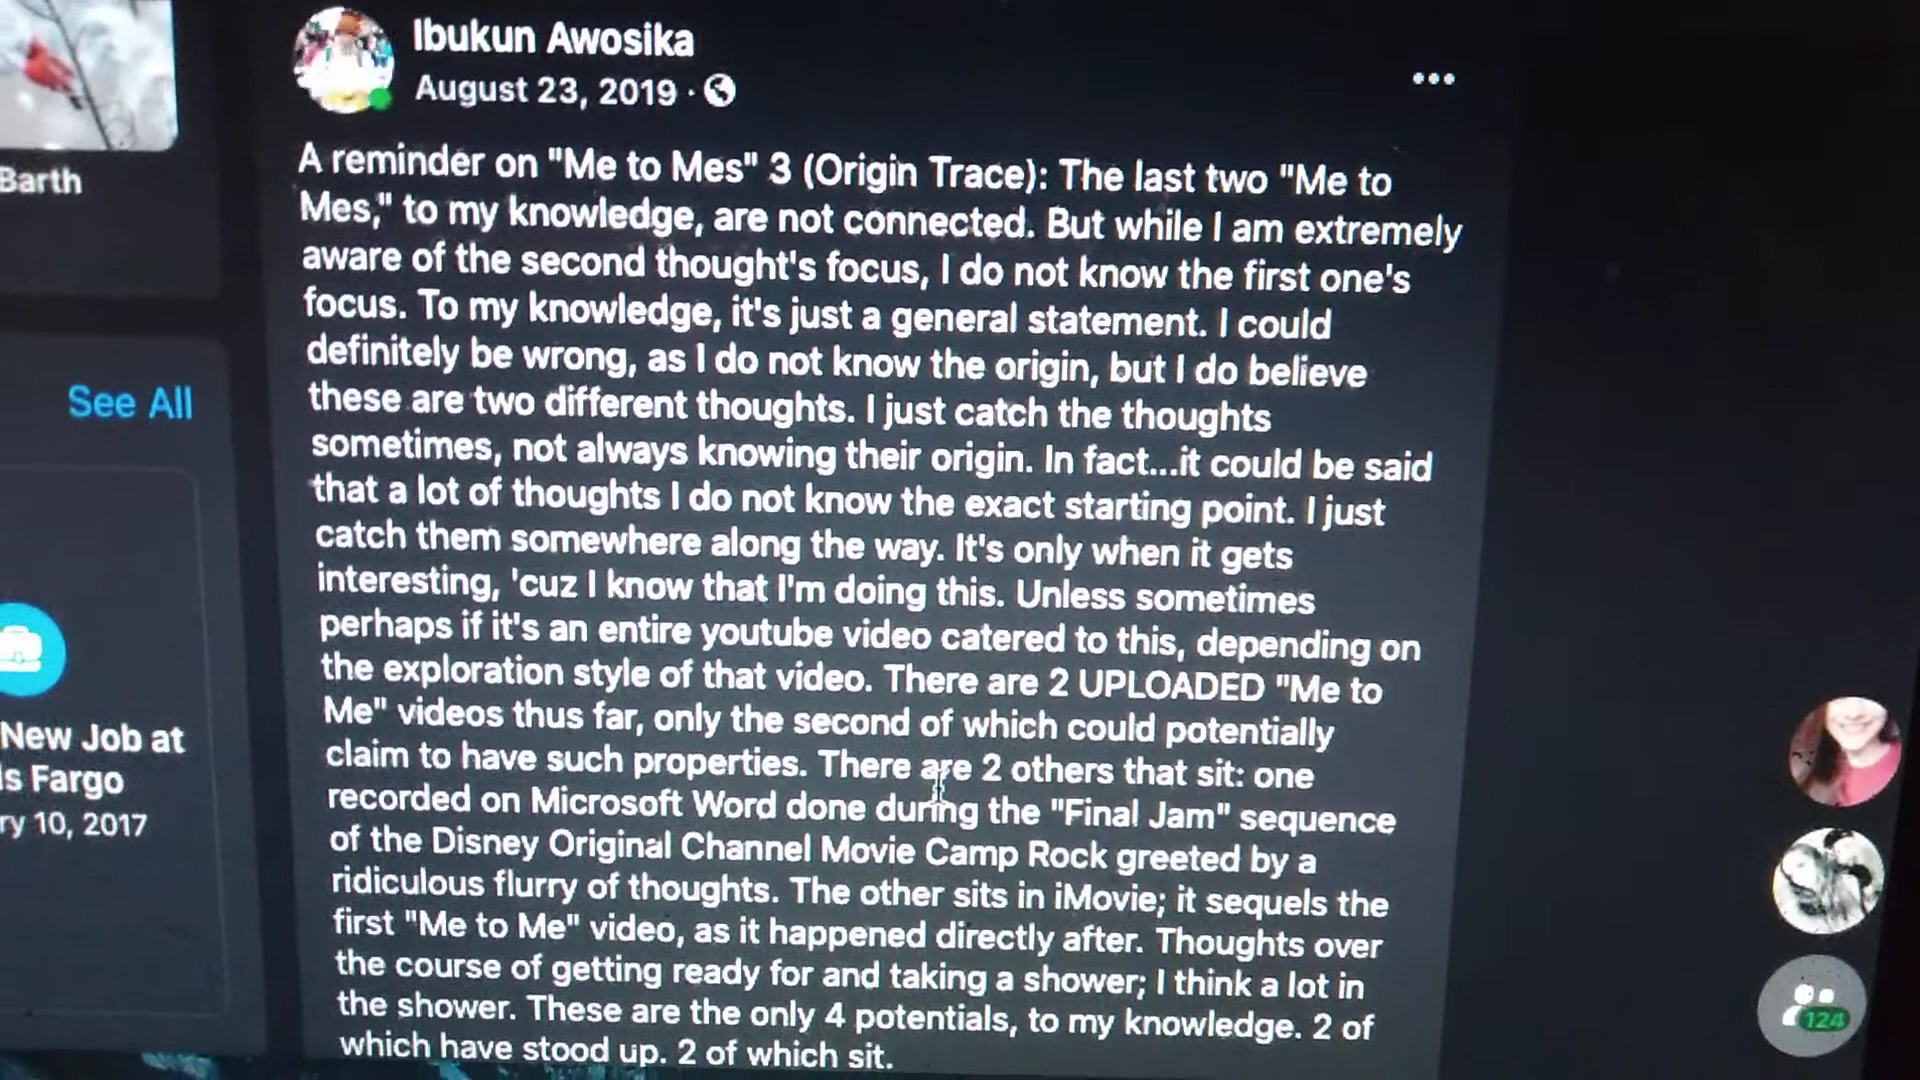 Ibukun Awosika
August 23, 2019 ·
A reminder on "Me to Mes" 3 (Origin Trace): The last two "Me to
Mes," to my knowledge, are not connected. But while I am extremely
aware of the second thought's focus, I do not know the first one's
focus. To my knowledge, it's just a general statement. I could
definitely be wrong, as I do not know the origin, but I do believe
these are two different thoughts. I just catch the thoughts
sometimes, not always knowing their origin. In fact...it could be said
that a lot of thoughts I do not know the exact starting point. I just
catch them somewhere along the way. It's only when it gets
interesting, 'cuz I know that I'm doing this. Unless sometimes
perhaps if it's an entire youtube video catered to this, depending on
the exploration style of that video. There are 2 UPLOADED "Me to
Me" videos thus far, only the second of which could potentially
claim to have such properties. There are 2 others that sit: one
recorded on Microsoft Word done during the "Final Jam" sequence
of the Disney Original Channel Movie Camp Rock greeted by a
ridiculous flurry of thoughts. The other sits in iMovie; it sequels the
first "Me to Me" video, as it happened directly after. Thoughts over
the course of getting ready for and taking a shower; I think a lot in
the shower. These are the only 4 potentials, to my knowledge. 2 of
which have stood up. 2 of which sit.
Barth
See All
New Job at
ls Fargo
ry 10, 2017
124